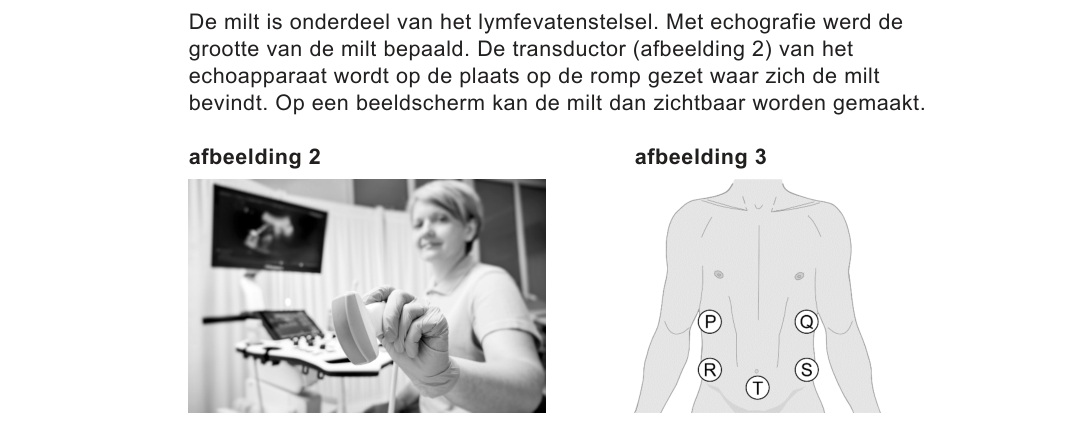 De milt is onderdeel van het lymfevatenstelsel. Met echografie werd de
grootte van de milt bepaald. De transductor (afbeelding 2) van het
echoapparaat wordt op de plaats op de romp gezet waar zich de milt
bevindt. Op een beeldscherm kan de milt dan zichtbaar worden gemaakt.
afbeelding 2
afbeelding 3
P
Q
R
S
T